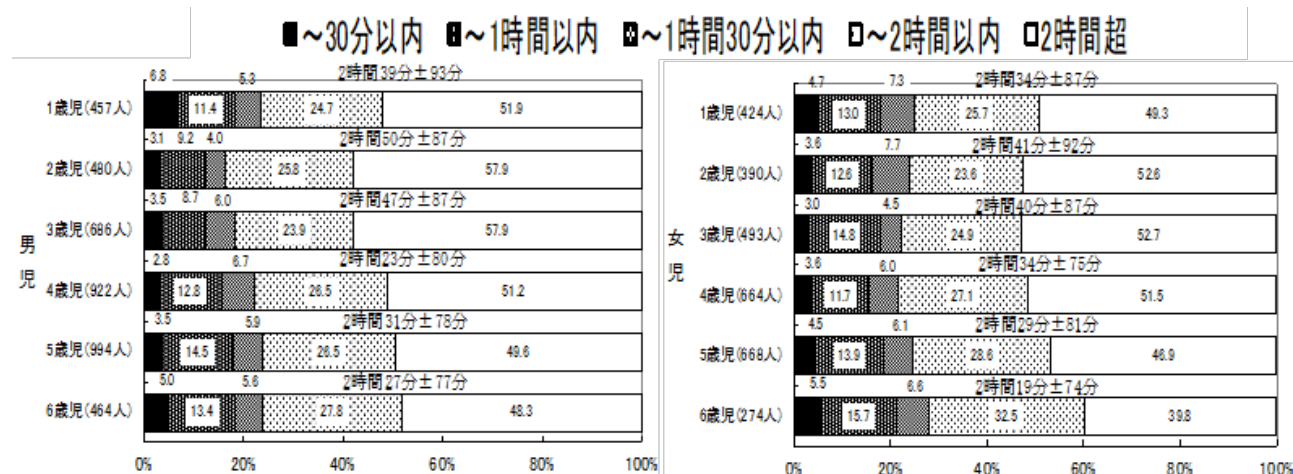 ■～30分以内 ■～1時間以内 ■～1時間30分以内 □～2時間以内 □2時間超
男児
6.8 5.3 2時間39分±93分
1歳児(457人) 11.4 24.7 51.9
3.1 9.2 4.0 2時間50分±87分
2歳児(480人) 25.8 57.9
3.5 8.7 6.0 2時間47分±87分
3歳児(686人) 23.9 57.9
2.8 6.7 2時間23分±80分
4歳児(922人) 12.8 26.5 51.2
3.5 5.9 2時間31分±78分
5歳児(994人) 14.5 26.5 49.6
5.0 5.6 2時間27分±77分
6歳児(464人) 13.4 27.8 48.3
0% 20% 40% 60% 80% 100%
女児
4.7 7.3 2時間34分±87分
1歳児(424人) 13.0 25.7 49.3
3.6 7.7 2時間41分±92分
2歳児(390人) 12.6 23.6 52.6
3.0 4.5 2時間40分±87分
3歳児(493人) 14.8 24.9 52.7
3.6 6.0 2時間34分±75分
4歳児(664人) 11.7 27.1 51.5
4.5 6.1 2時間29分±81分
5歳児(668人) 13.9 28.6 46.9
5.5 6.6 2時間19分±74分
6歳児(274人) 15.7 32.5 39.8
0% 20% 40% 60% 80% 100%